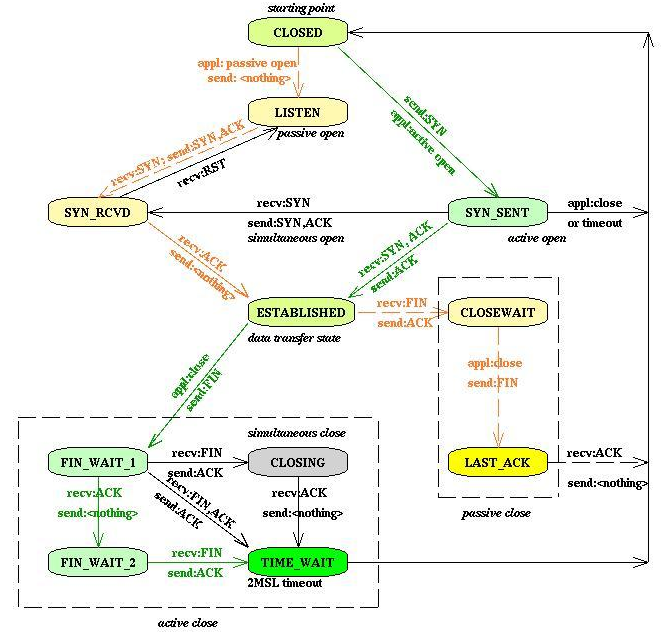 starting point
CLOSED
appl: passive open
send: <nothing>
send:SYN
appl:active open
LISTEN
passive open
recv:SYN; send:SYN,ACK
recv:RST
SYN_RCVD
recv:SYN
send:SYN,ACK
simultaneous open
SYN_SENT
active open
appl:close
or timeout
recv:ACK
send:<nothing>
recv:SYN, ACK
send:ACK
ESTABLISHED
data transfer state
recv:FIN
send:ACK
CLOSEWAIT
appl:close
send:FIN
appl:close
send:FIN
simultaneous close
FIN_WAIT_1
recv:FIN
send:ACK
CLOSING
LAST_ACK
recv:ACK
send:<nothing>
passive close
recv:ACK
send:<nothing>
recv:FIN,ACK
send:ACK
recv:ACK
send:<nothing>
FIN_WAIT_2
recv:FIN
send:ACK
TIME_WAIT
2MSL timeout
active close